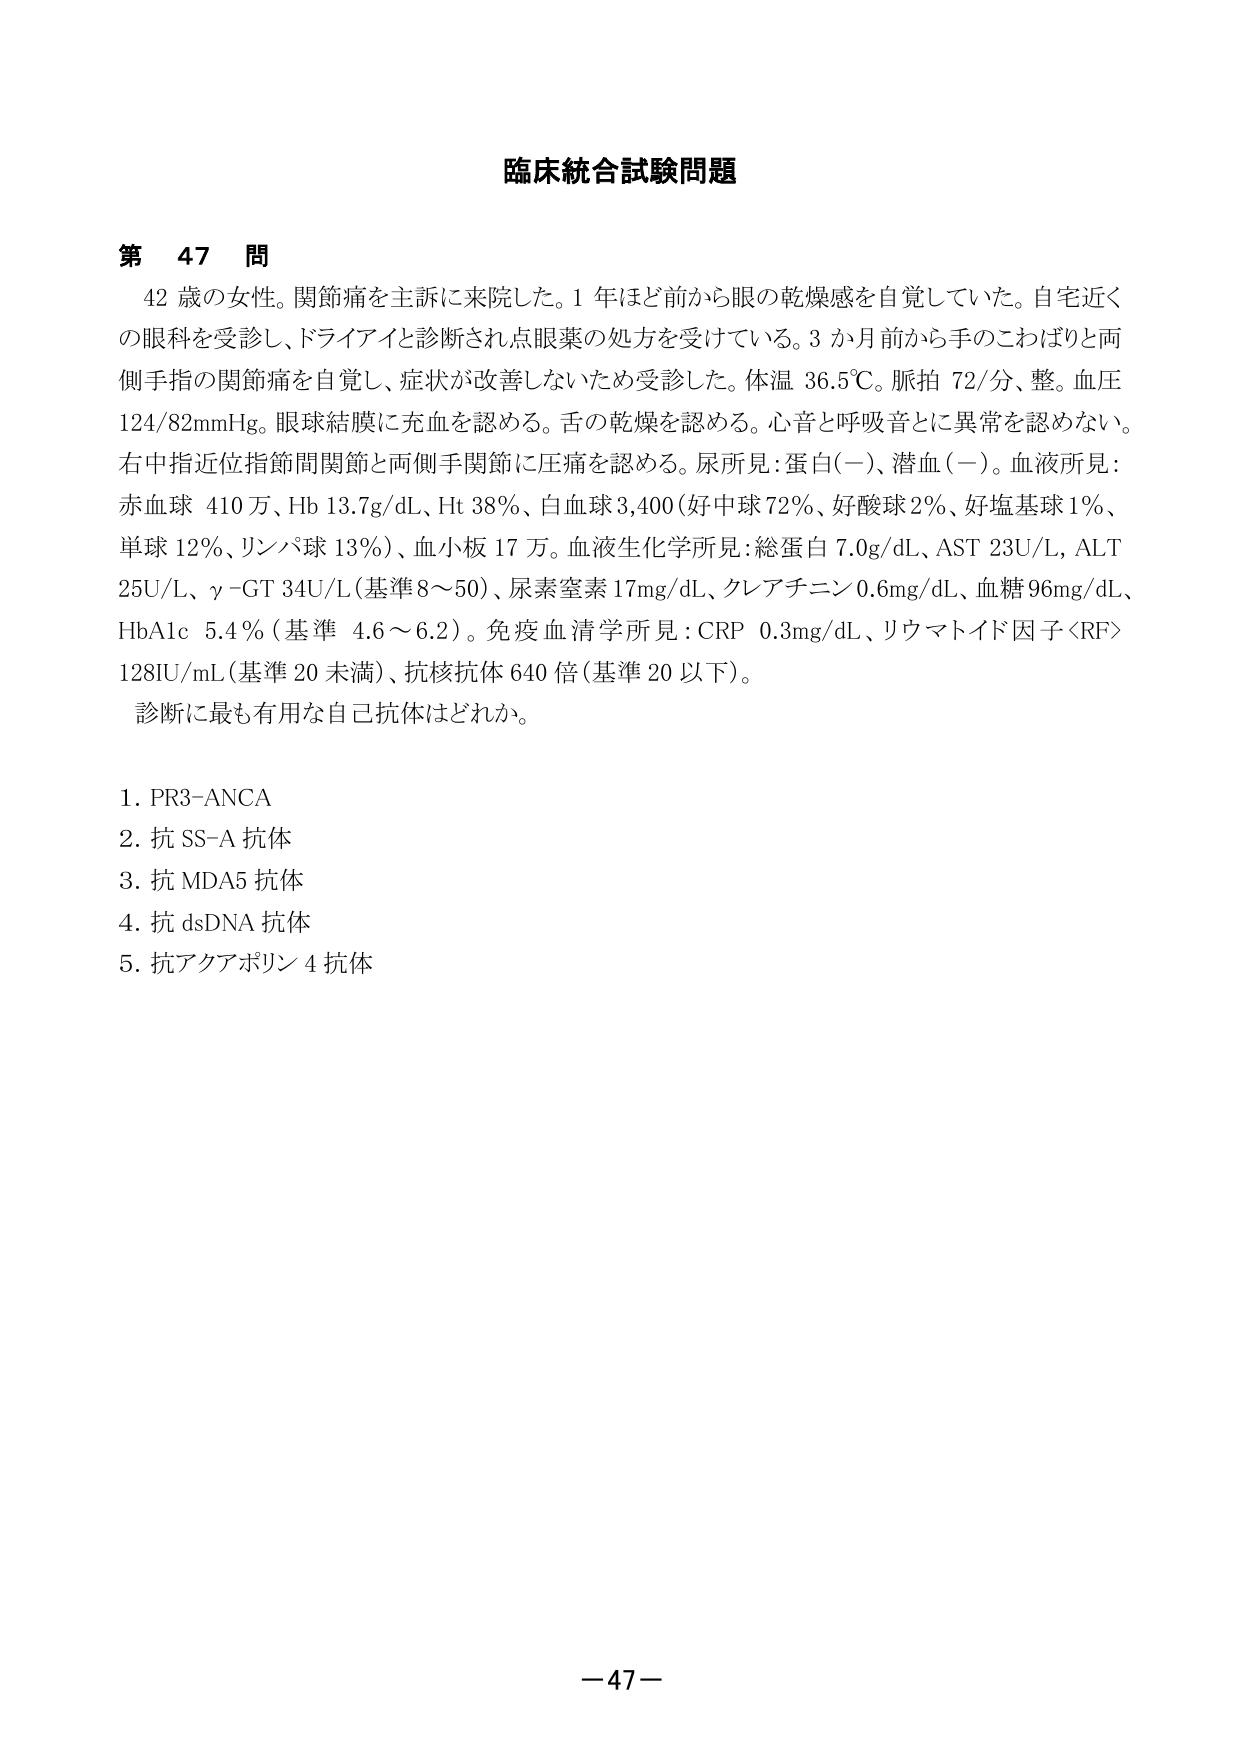 臨床統合試験問題
第 47 問
42 歳の女性。関節痛を主訴に来院した。1 年ほど前から眼の乾燥感を自覚していた。自宅近く
の眼科を受診し、ドライアイと診断され点眼薬の処方を受けている。3 か月前から手のこわばりと両
側手指の関節痛を自覚し、症状が改善しないため受診した。体温 36.5℃。脈拍 72/分、整。血圧
124/82mmHg。眼球結膜に充血を認める。舌の乾燥を認める。心音と呼吸音とに異常を認めない。
右中指近位指節間関節と両側手関節に圧痛を認める。尿所見:蛋白(-)、潜血(-)。血液所見:
赤血球 410 万、Hb 13.7g/dL、Ht 38%、白血球 3,400(好中球 72%、好酸球 2%、好塩基球 1%、
単球 12%、リンパ球 13%)、血小板 17 万。血液生化学所見:総蛋白 7.0g/dL、AST 23U/L, ALT
25U/L、γ-GT 34U/L(基準 8~50)、尿素窒素 17mg/dL、クレアチニン 0.6mg/dL、血糖 96mg/dL、
HbA1c 5.4%(基準 4.6~6.2)。免疫血清学所見:CRP 0.3mg/dL、リウマトイド因子〈RF〉
128IU/mL(基準 20 未満)、抗核抗体 640 倍(基準 20 以下)。
診断に最も有用な自己抗体はどれか。
1. PR3-ANCA
2. 抗 SS-A 抗体
3. 抗 MDA5 抗体
4. 抗 dsDNA 抗体
5. 抗アクアポリン 4 抗体
―47―